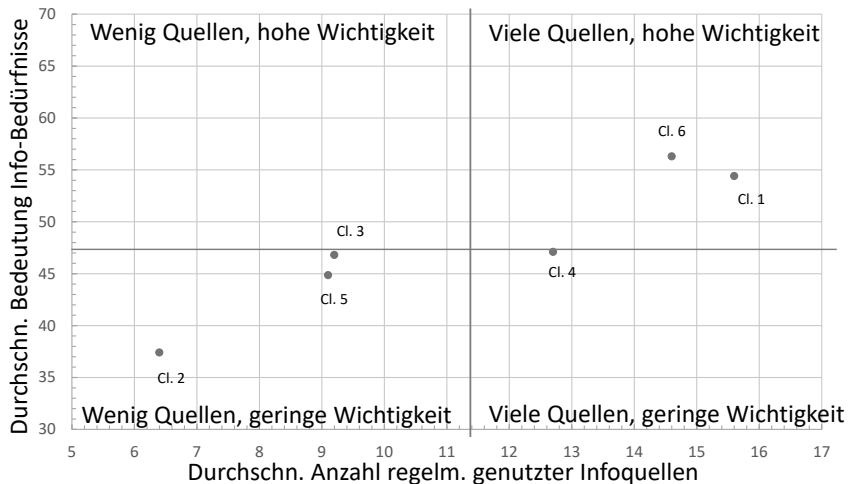 70
Wenig Quellen, hohe Wichtigkeit
Viele Quellen, hohe Wichtigkeit
65
60
Cl. 6
55
Cl. 1
50
Cl. 3
45
Cl. 4
Cl. 5
40
Cl. 2
35
Wenig Quellen, geringe Wichtigkeit
Viele Quellen, geringe Wichtigkeit
30
5 6 7 8 9 10 11 12 13 14 15 16 17
Durchschn. Anzahl regelm. genutzter Infoquellen
Durchschn. Bedeutung Info-Bedürfnisse